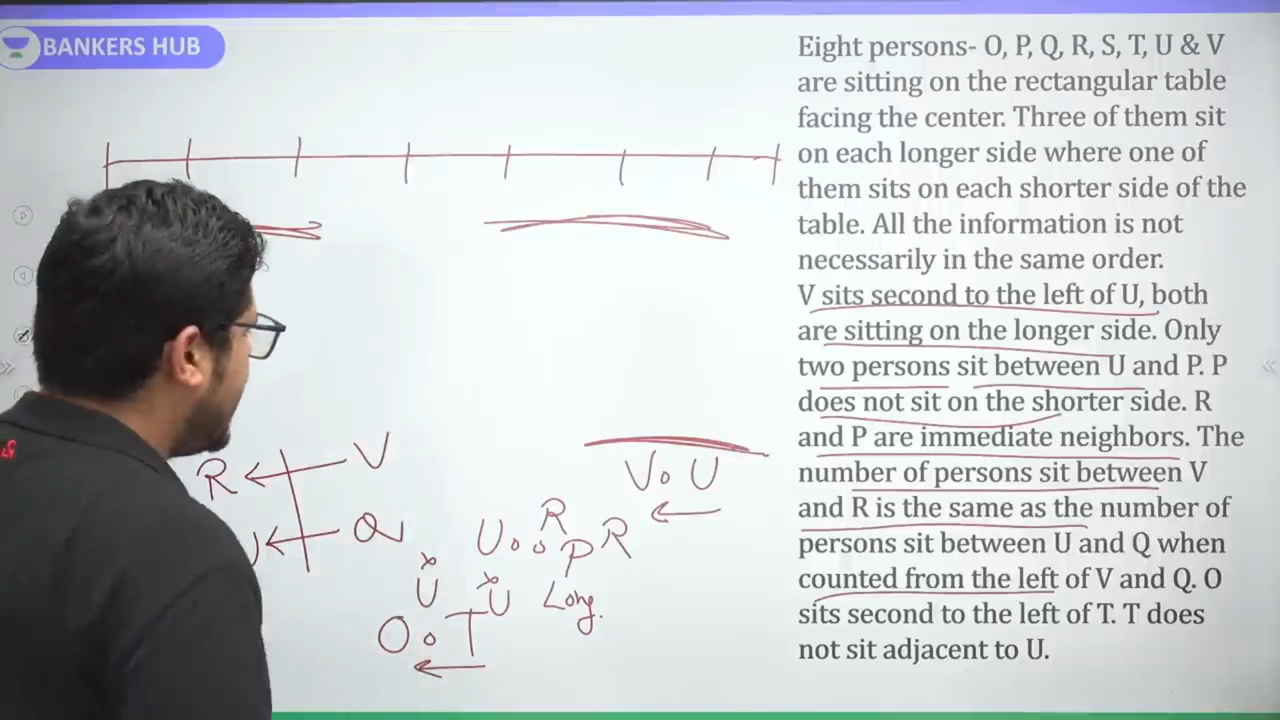 BANKERS HUB
Eight persons- O, P, Q, R, S, T, U & V
are sitting on the rectangular table
facing the center. Three of them sit
on each longer side where one of
them sits on each shorter side of the
table. All the information is not
necessarily in the same order.
V sits second to the left of U, both
are sitting on the longer side. Only
two persons sit between U and P. P
does not sit on the shorter side. R
and P are immediate neighbors. The
number of persons sit between V
and R is the same as the number of
persons sit between U and Q when
counted from the left of V and Q. O
sits second to the left of T. T does
not sit adjacent to U.
R V
Q
V o U
R
U o o P R
x x
U U Long.
O o T